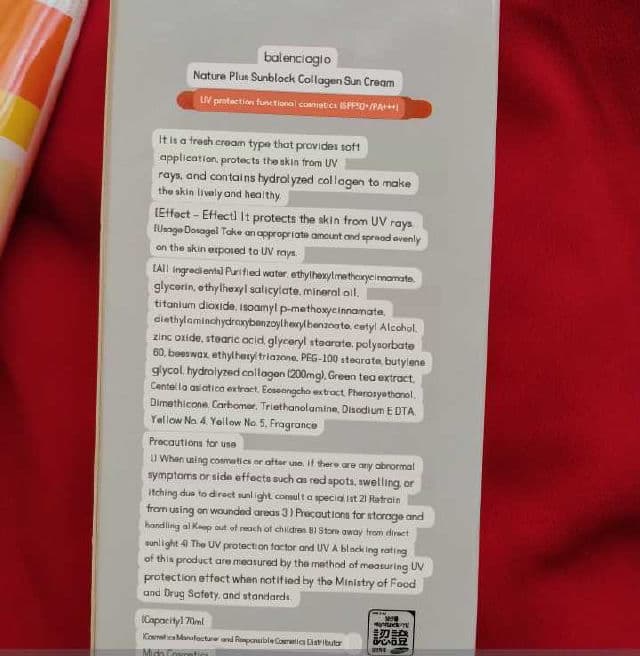 balenciaglo
Nature Plus Sunblock Collagen Sun Cream
UV protection functional cosmetics (SPF50+/PA+++)
It is a fresh cream type that provides soft
application, protects the skin from UV
rays, and contains hydrolyzed collagen to make
the skin lively and healthy.
[Effect - Effect] It protects the skin from UV rays.
[Usage·Dosage] Take an appropriate amount and spread evenly
on the skin exposed to UV rays.
[All ingredients] Purified water, ethylhexylmethoxycinnamate,
glycerin, ethylhexyl salicylate, mineral oil,
titanium dioxide, isoamyl p-methoxycinnamate,
diethylaminohydroxybenzoylhexylbenzoate, cetyl Alcohol,
zinc oxide, stearic acid, glyceryl stearate, polysorbate
60, beeswax, ethylhexyltriazone, PEG-100 stearate, butylene
glycol, hydrolyzed collagen (200mg), Green tea extract,
Centella asiatica extract, Eoseongcho extract, Phenoxyethanol,
Dimethicone, Carbomer, Triethanolamine, Disodium EDTA,
Yellow No. 4, Yellow No. 5, Fragrance
Precautions for use
1) When using cosmetics or after use, if there are any abnormal
symptoms or side effects such as red spots, swelling, or
itching due to direct sunlight, consult a specialist 2) Refrain
from using on wounded areas 3) Precautions for storage and
handling a) Keep out of reach of children B) Store away from direct
sunlight 4) The UV protection factor and UV A blocking rating
of this product are measured by the method of measuring UV
protection effect when notified by the Ministry of Food
and Drug Safety, and standards.
[Capacity] 70ml
[Cosmetics Manufacturer and Responsible Cosmetics Distributor
Mido Cosmetics